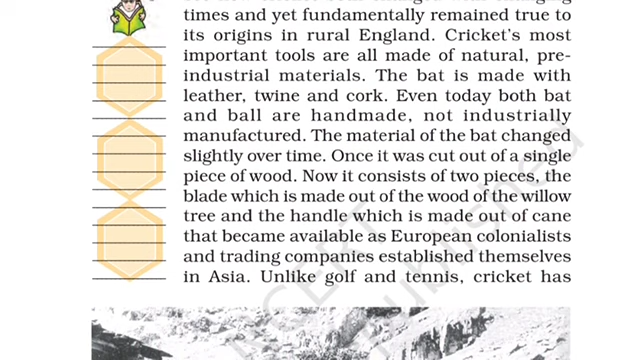 times and yet fundamentally remained true to
its origins in rural England. Cricket's most
important tools are all made of natural, pre-
industrial materials. The bat is made with
leather, twine and cork. Even today both bat
and ball are handmade, not industrially
manufactured. The material of the bat changed
slightly over time. Once it was cut out of a single
piece of wood. Now it consists of two pieces, the
blade which is made out of the wood of the willow
tree and the handle which is made out of cane
that became available as European colonialists
and trading companies established themselves
in Asia. Unlike golf and tennis, cricket has